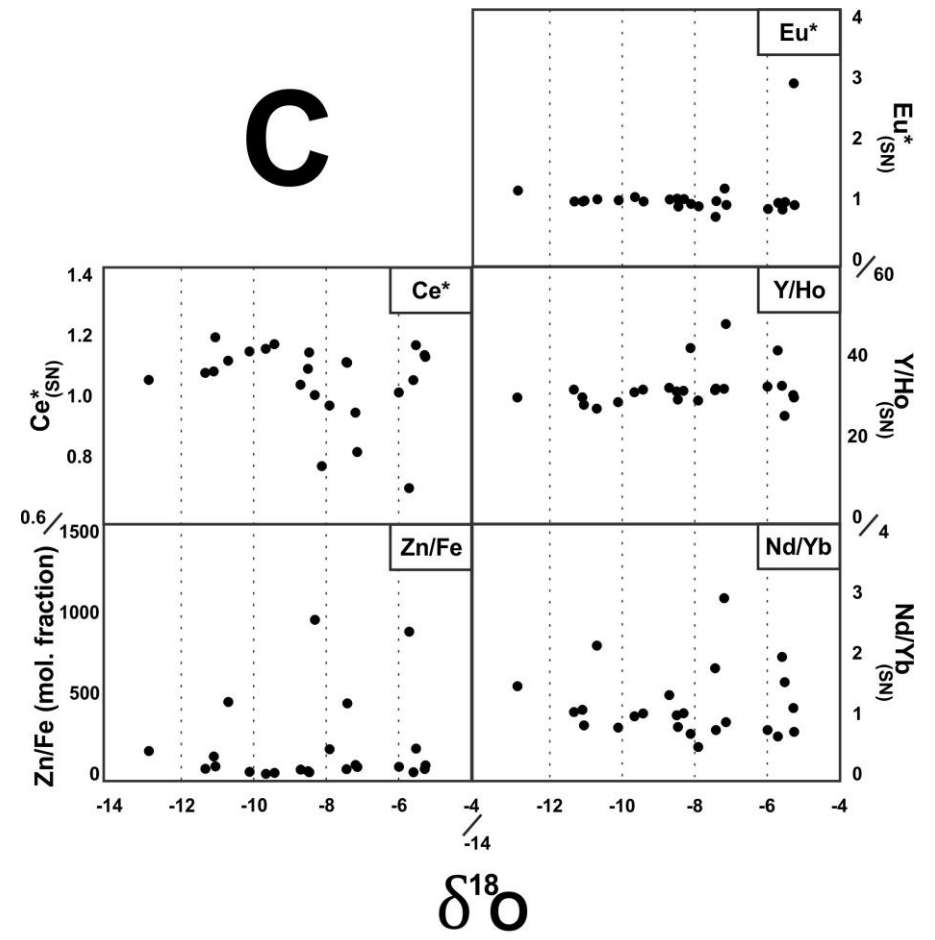 C
Eu*
4
3
2
1
0
Eu*(SN)
1.4
1.2
1.0
0.8
0.6
Ce*(SN)
Ce*
Y/Ho
60
40
20
0
Y/Ho(SN)
1500
1000
500
0
Zn/Fe (mol. fraction)
Zn/Fe
Nd/Yb
4
3
2
1
0
Nd/Yb(SN)
-14 -12 -10 -8 -6 -4 -12 -10 -8 -6 -4
-14
δ18O